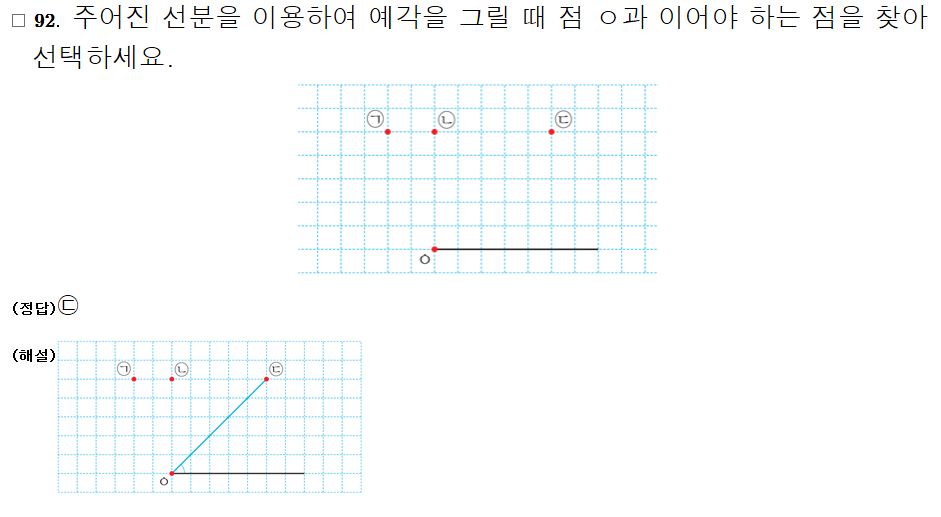 □ 92. 주어진 선분을 이용하여 예각을 그릴 때 점 ㅇ과 이어야 하는 점을 찾아
선택하세요.
㉠ ㉡ ㉢
ㅇ
(정답)㉢
(해설)
㉠ ㉡ ㉢
ㅇ